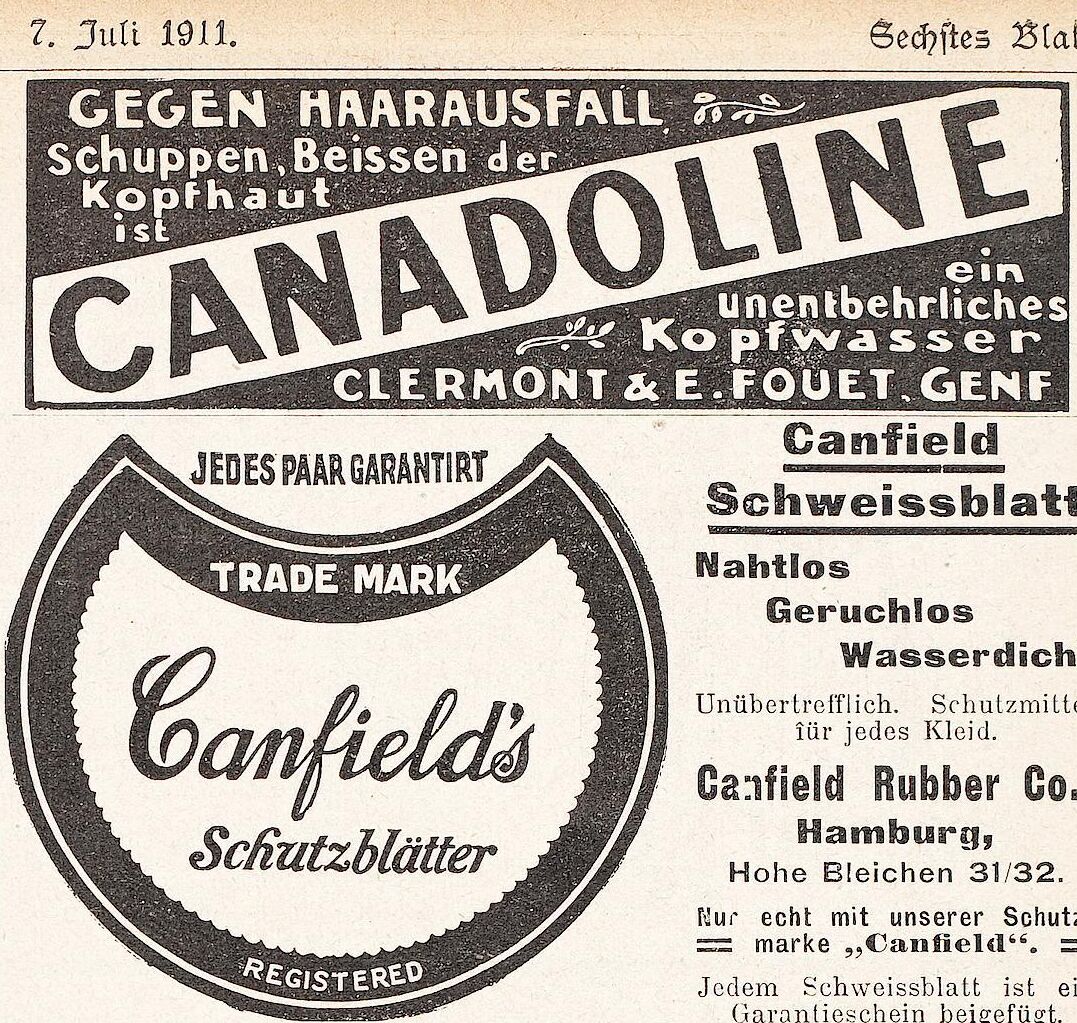 7. Juli 1911.
Sechstes Blat
GEGEN HAARAUSFALL,
Schuppen, Beissen der
Kopfhaut
ist
CANADOLINE
ein
unentbehrliches
Kopfwasser
CLERMONT & E. FOUET, GENF
JEDES PAAR GARANTIRT
TRADE MARK
Canfield's
Schutzblätter
REGISTERED
Canfield
Schweissblatt
Nahtlos
Geruchlos
Wasserdich
Unübertrefflich. Schutzmitte
für jedes Kleid.
Canfield Rubber Co.
Hamburg,
Hohe Bleichen 31/32.
Nur echt mit unserer Schutz
marke „Canfield“.
Jedem Schweissblatt ist ei
Garantieschein beigefügt.